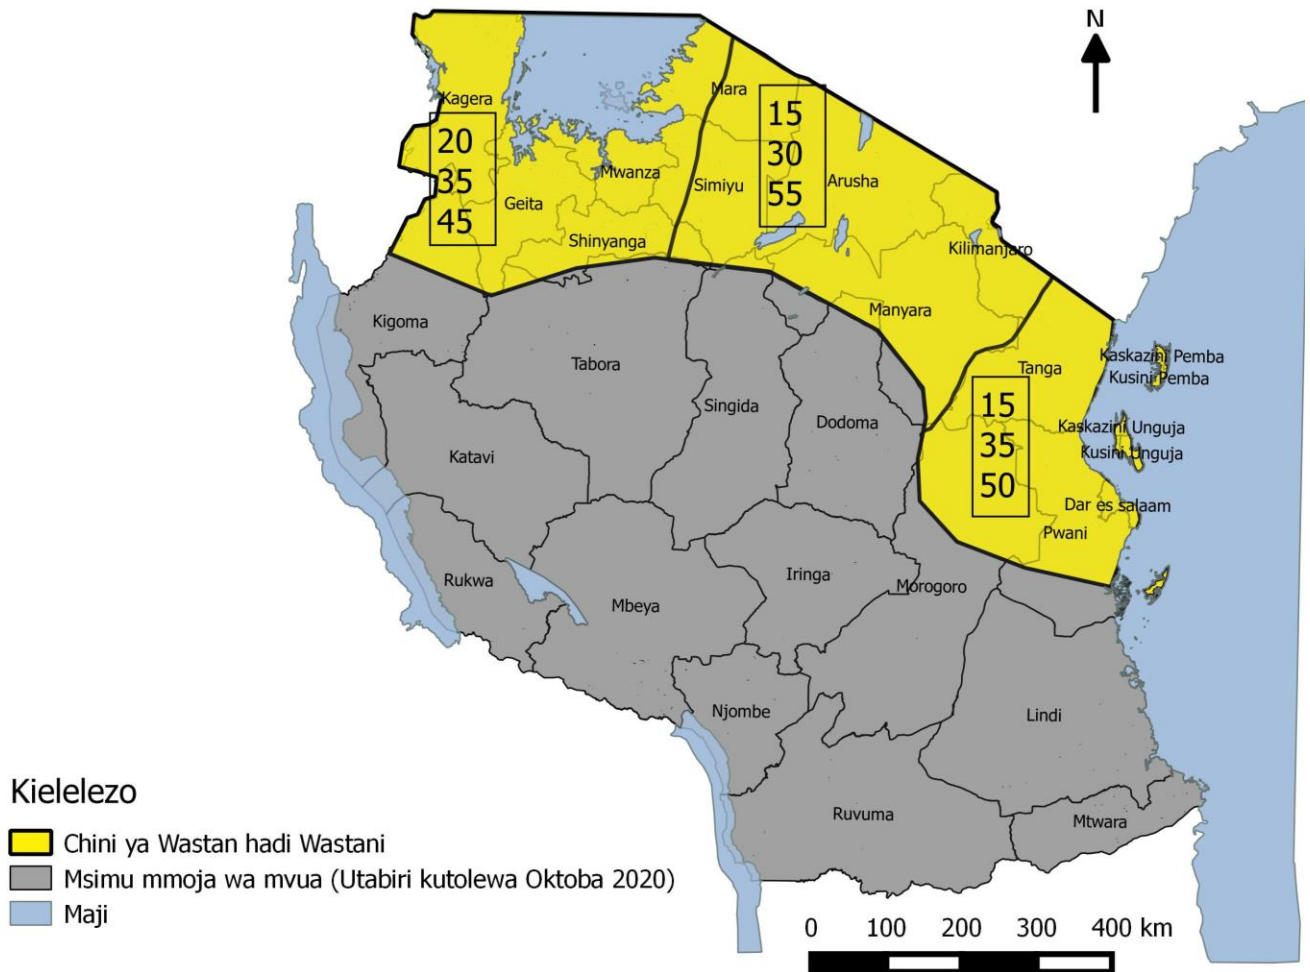 N
Kagera
Mara
20
35
45
15
30
55
Mwanza
Simiyu
Arusha
Geita
Shinyanga
Kilimanjaro
Manyara
Kigoma
Tabora
Tanga
Kaskazini Pemba
Kusini Pemba
Singida
Dodoma
15
35
50
Kaskazini Unguja
Kusini Unguja
Katavi
Dar es salaam
Pwani
Rukwa
Mbeya
Iringa
Morogoro
Njombe
Lindi
Ruvuma
Mtwara
Kielelezo
Chini ya Wastan hadi Wastani
Msimu mmoja wa mvua (Utabiri kutolewa Oktoba 2020)
Maji
0 100 200 300 400 km